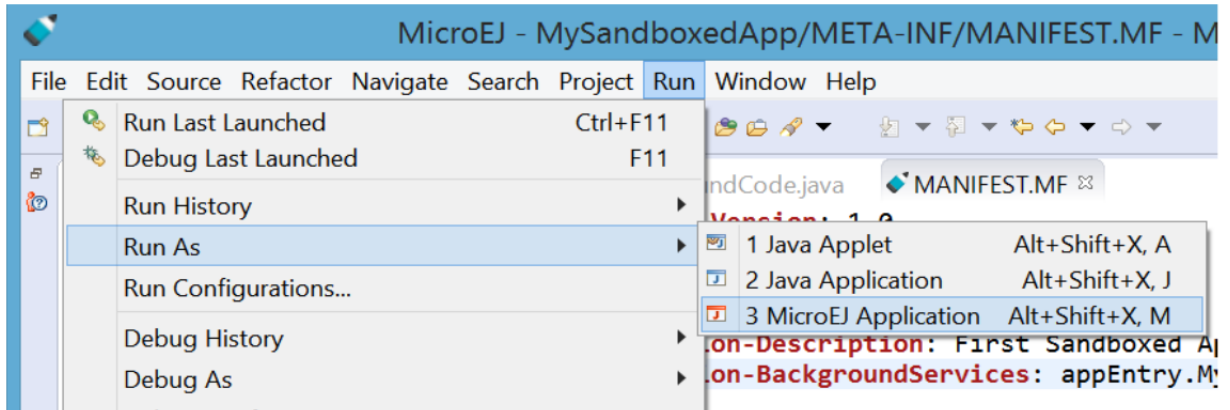 MicroEJ - MySandboxedApp/META-INF/MANIFEST.MF - M
File Edit Source Refactor Navigate Search Project Run Window Help
Run Last Launched Ctrl+F11
Debug Last Launched F11
Run History
Run As
Run Configurations...
Debug History
Debug As
ndCode.java MANIFEST.MF
Version: 1.0
1 Java Applet Alt+Shift+X, A
2 Java Application Alt+Shift+X, J
3 MicroEJ Application Alt+Shift+X, M
on-Description: First Sandboxed Ap
on-BackgroundServices: appEntry.My